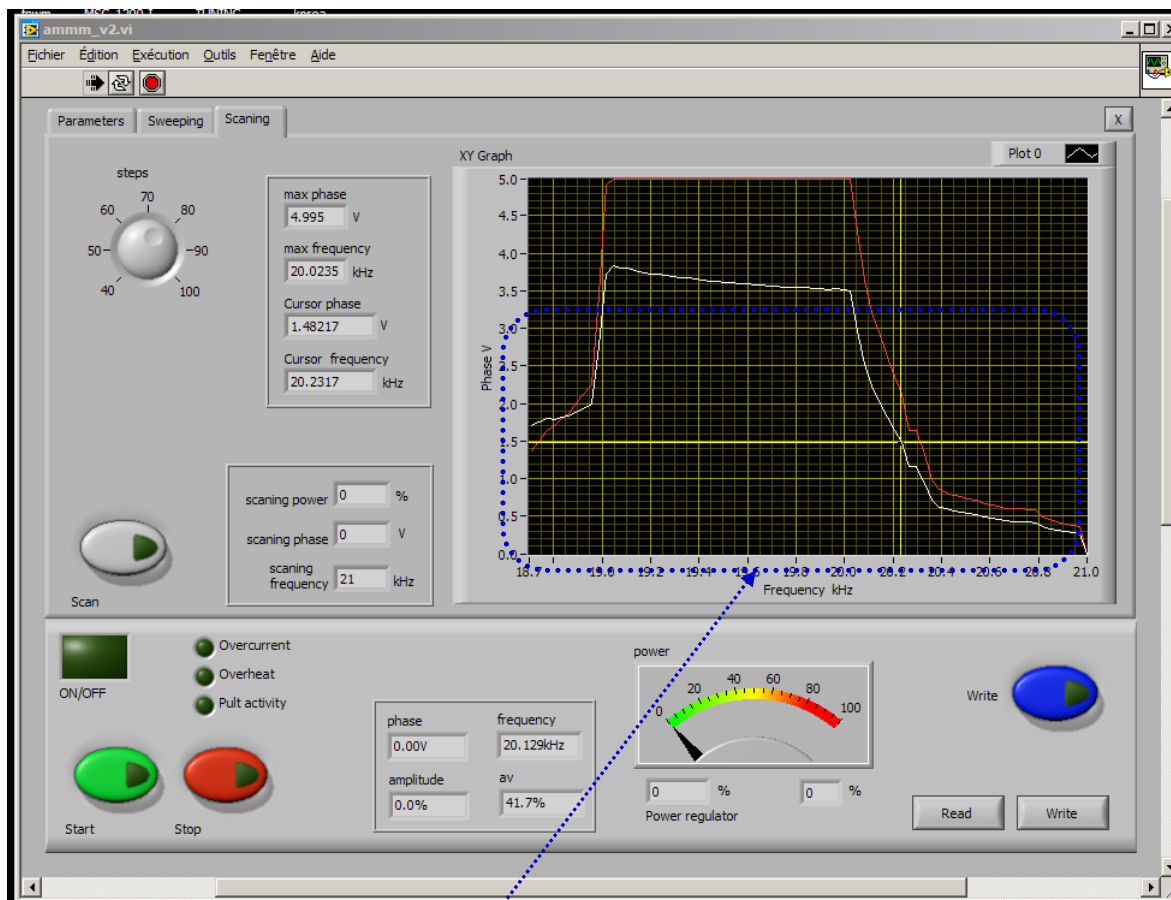 MSG_1200_T TUNING korea
ammm_v2.vi
Fichier Édition Exécution Outils Fenêtre Aide
Parameters Sweeping Scaning X
steps
40 50 60 70 80 90 100
max phase
4.995 V
max frequency
20.0235 kHz
Cursor phase
1.48217 V
Cursor frequency
20.2317 kHz
scaning power 0 %
scaning phase 0 V
scaning
frequency 21 kHz
Scan
XY Graph Plot 0
Phase V
5.0
4.5
4.0
3.5
3.0
2.5
2.0
1.5
1.0
0.5
0.0
18.7 19.0 19.2 19.4 19.6 19.8 20.0 20.2 20.4 20.6 20.8 21.0
Frequency kHz
ON/OFF
Overcurrent
Overheat
Pult activity
Start Stop
phase frequency
0.00V 20.129kHz
amplitude av
0.0% 41.7%
power
0 20 40 60 80 100
0 % 0 %
Power regulator
Write
Read Write